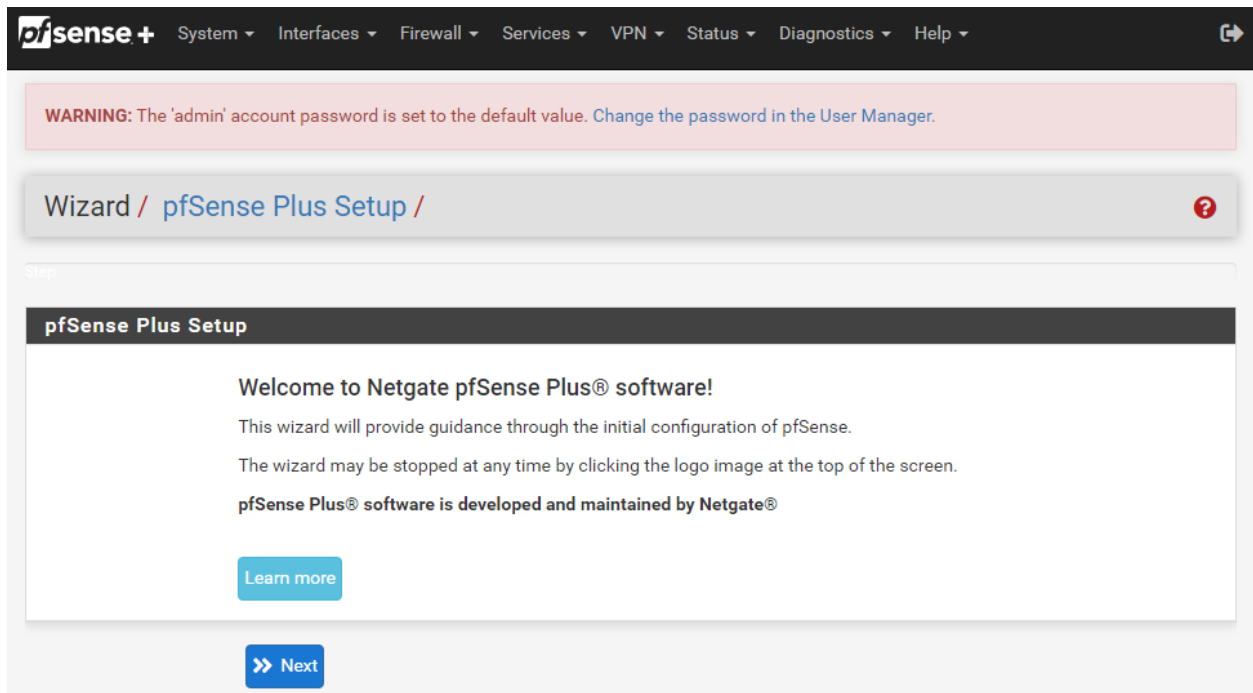 pfsense+ System Interfaces Firewall Services VPN Status Diagnostics Help
WARNING: The 'admin' account password is set to the default value. Change the password in the User Manager.
Wizard / pfSense Plus Setup /
Step
pfSense Plus Setup
Welcome to Netgate pfSense Plus® software!
This wizard will provide guidance through the initial configuration of pfSense.
The wizard may be stopped at any time by clicking the logo image at the top of the screen.
pfSense Plus® software is developed and maintained by Netgate®
Learn more
Next